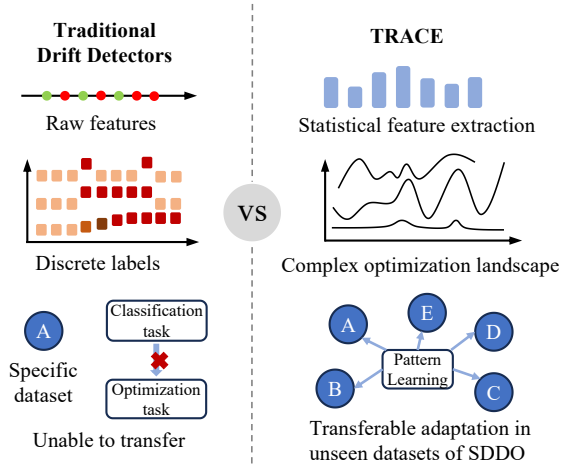 Traditional
Drift Detectors
Raw features
Discrete labels
A
Specific
dataset
Classification
task
Optimization
task
Unable to transfer
VS
TRACE
Statistical feature extraction
Complex optimization landscape
A
E
D
B
C
Pattern
Learning
Transferable adaptation in
unseen datasets of SDDO